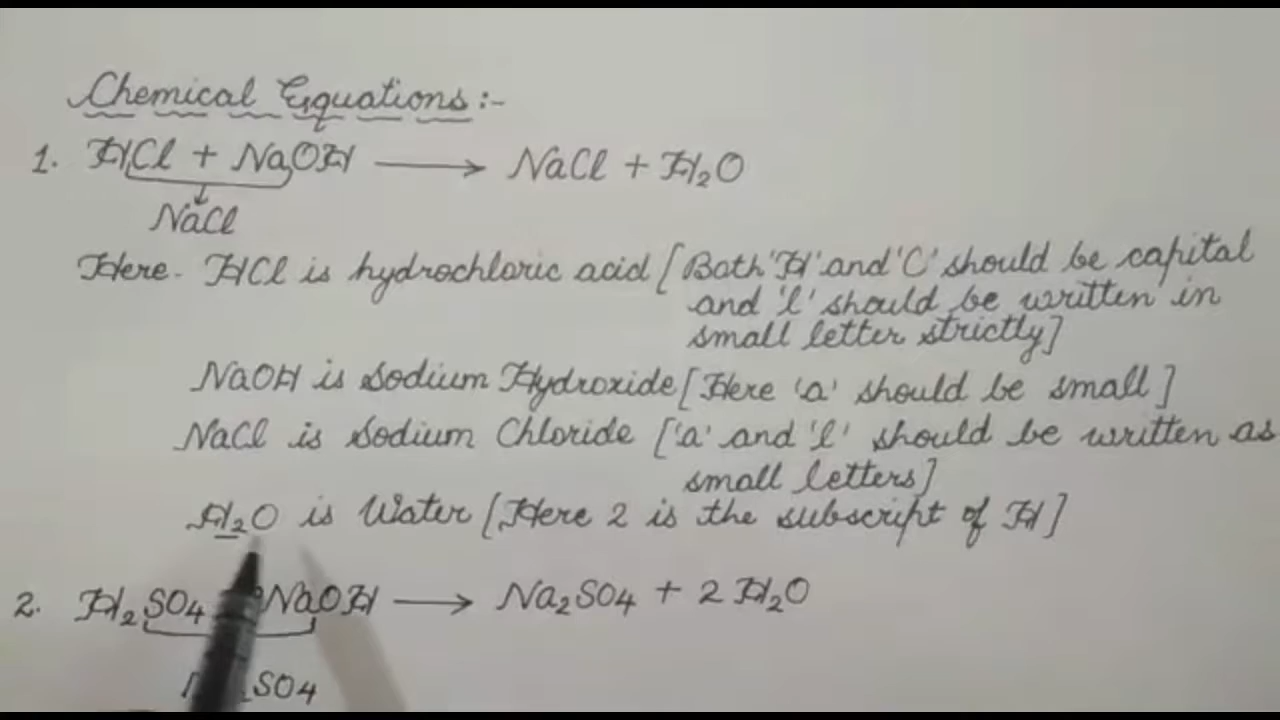 Chemical Equations :-
1. HCl + NaOH ⟶ NaCl + H₂O
NaCl
Here - HCl is hydrochloric acid [Both 'H' and 'C' should be capital
and 'l' should be written in
small letter strictly]
NaOH is Sodium Hydroxide [Here 'a' should be small]
NaCl is Sodium Chloride ['a' and 'l' should be written as
small letters]
H₂O is Water [Here 2 is the subscript of H]
2. H₂SO₄ NaOH ⟶ Na₂SO₄ + 2 H₂O
SO₄